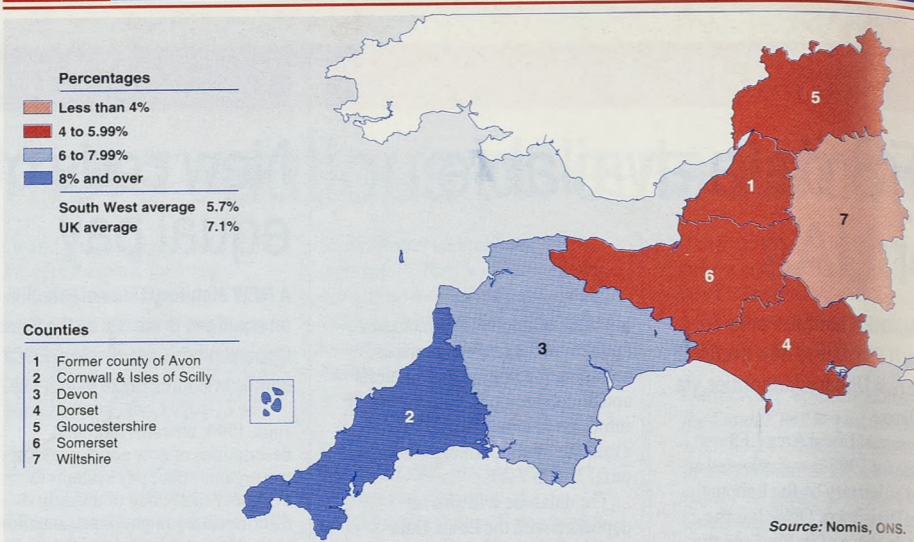 Percentages
Less than 4%
4 to 5.99%
6 to 7.99%
8% and over
South West average 5.7%
UK average 7.1%
Counties
1 Former county of Avon
2 Cornwall & Isles of Scilly
3 Devon
4 Dorset
5 Gloucestershire
6 Somerset
7 Wiltshire
5
1
7
6
3
4
2
Source: Nomis, ONS.